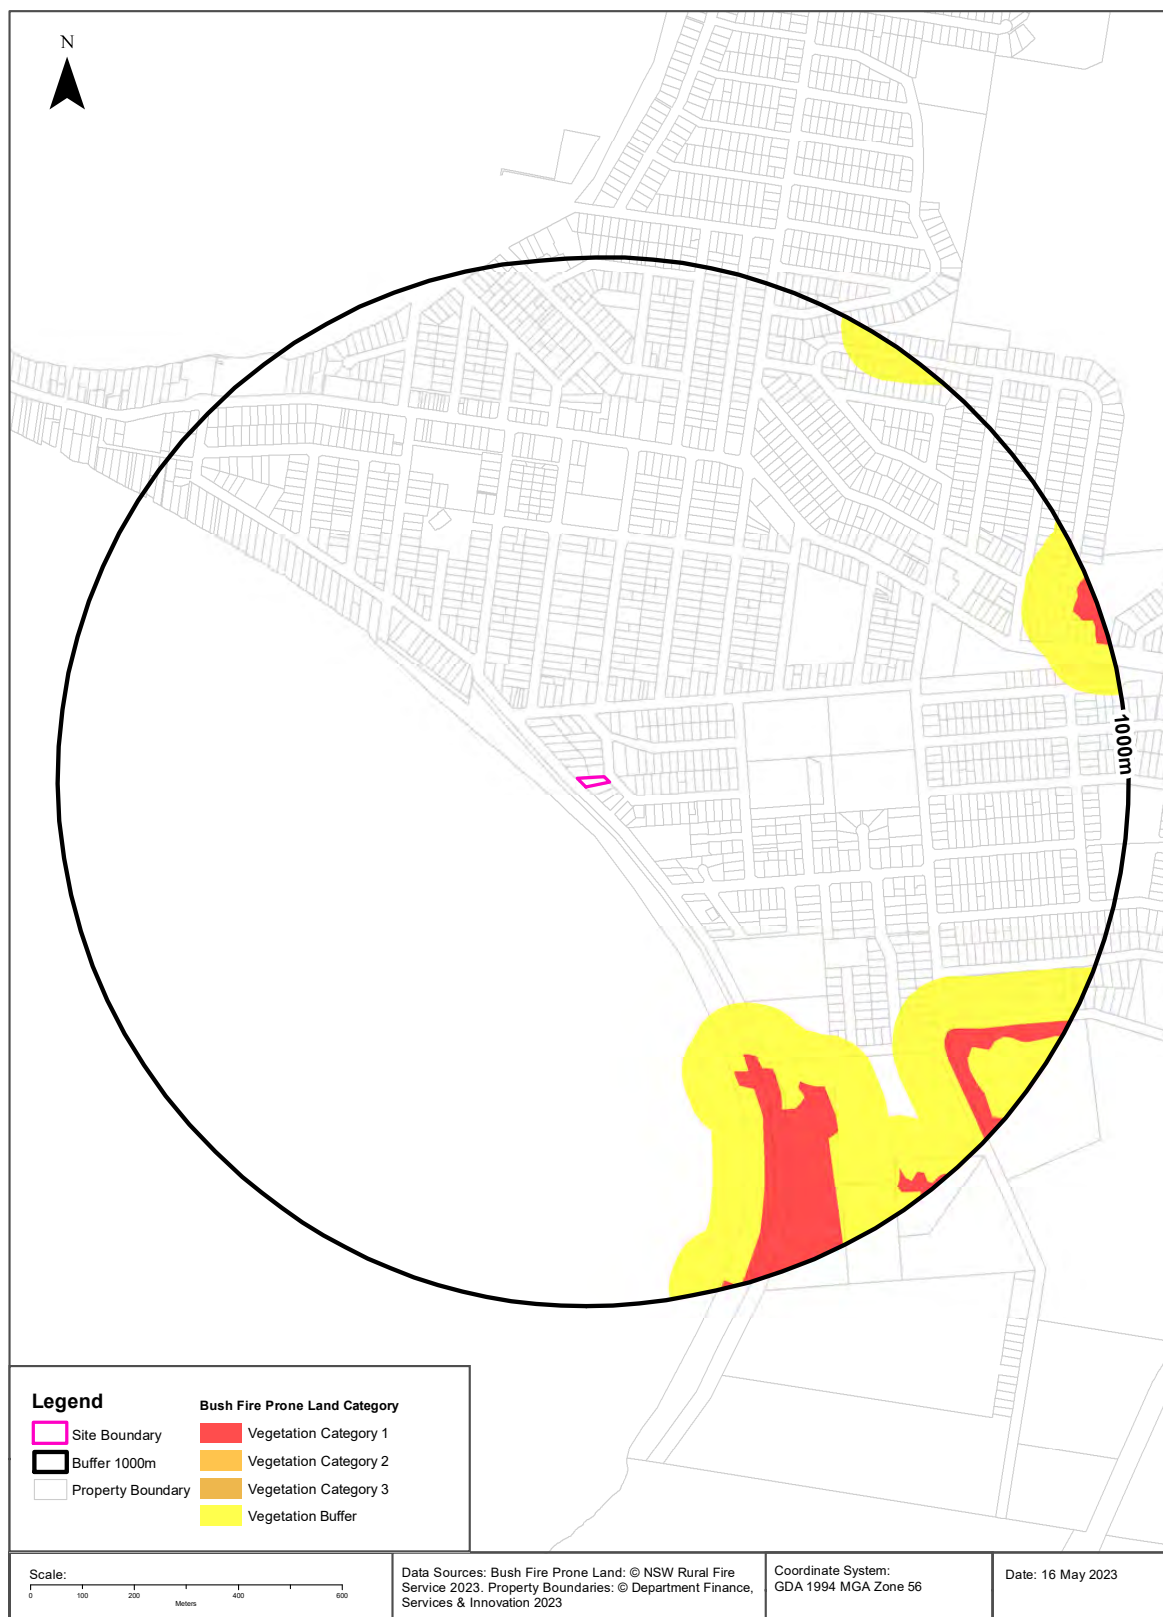 N
1000m
Legend
Site Boundary
Buffer 1000m
Property Boundary
Bush Fire Prone Land Category
Vegetation Category 1
Vegetation Category 2
Vegetation Category 3
Vegetation Buffer
Scale:
0 100 200 400 600
Meters
Data Sources: Bush Fire Prone Land: © NSW Rural Fire
Service 2023. Property Boundaries: © Department Finance,
Services & Innovation 2023
Coordinate System:
GDA 1994 MGA Zone 56
Date: 16 May 2023